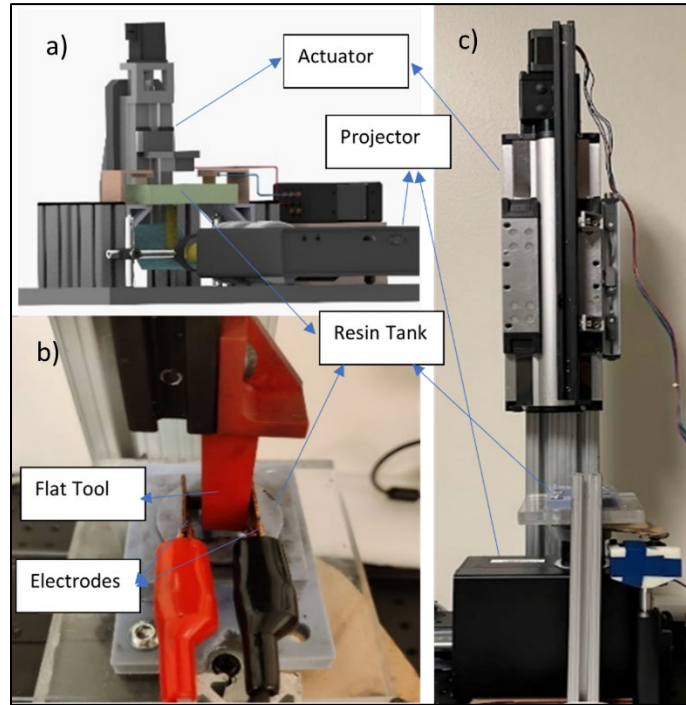 a)
Actuator
c)
Projector
Resin Tank
b)
Flat Tool
Electrodes